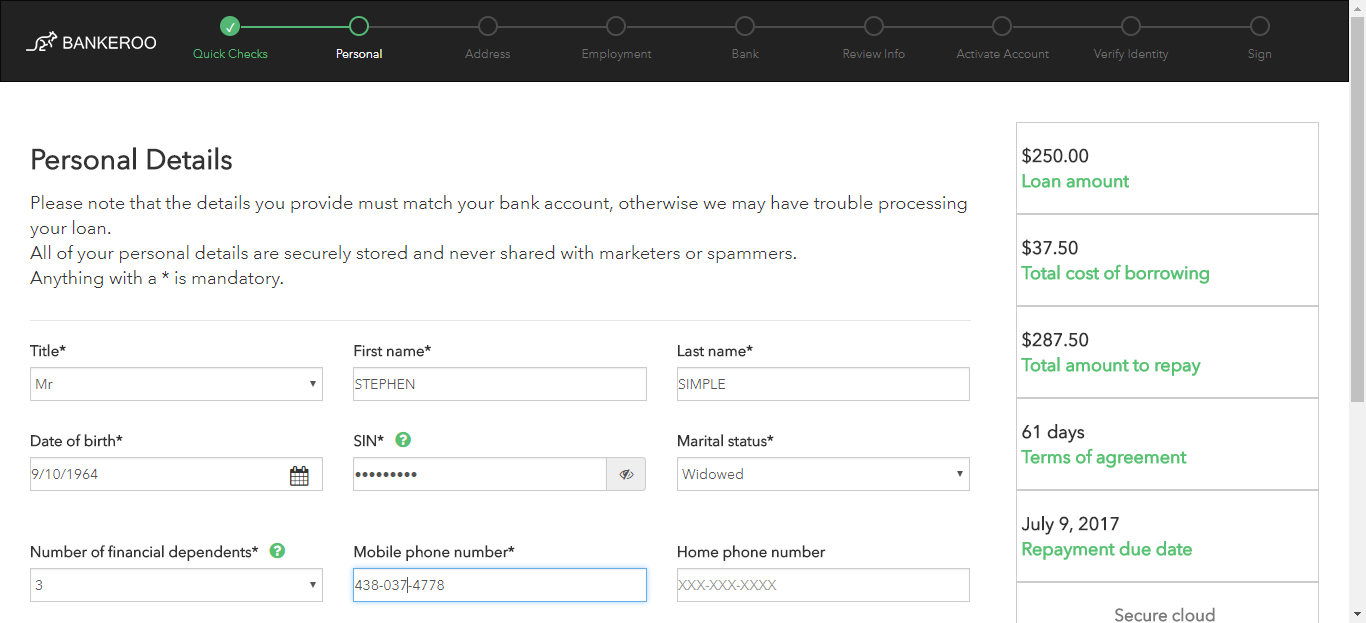 BANKEROO
Quick Checks
Personal
Address
Employment
Bank
Review Info
Activate Account
Verify Identity
Sign
Personal Details
Please note that the details you provide must match your bank account, otherwise we may have trouble processing
your loan.
All of your personal details are securely stored and never shared with marketers or spammers.
Anything with a * is mandatory.
Title*
First name*
Last name*
Mr
STEPHEN
SIMPLE
Date of birth*
SIN* ?
Marital status*
9/10/1964
•••••••••
Widowed
Number of financial dependents* ?
Mobile phone number*
Home phone number
3
438-037-4778
XXX-XXX-XXXX
$250.00
Loan amount
$37.50
Total cost of borrowing
$287.50
Total amount to repay
61 days
Terms of agreement
July 9, 2017
Repayment due date
Secure cloud